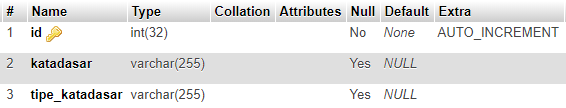 # Name Type Collation Attributes Null Default Extra
1 id int(32) No None AUTO_INCREMENT
2 katadasar varchar(255) Yes NULL
3 tipe_katadasar varchar(255) Yes NULL